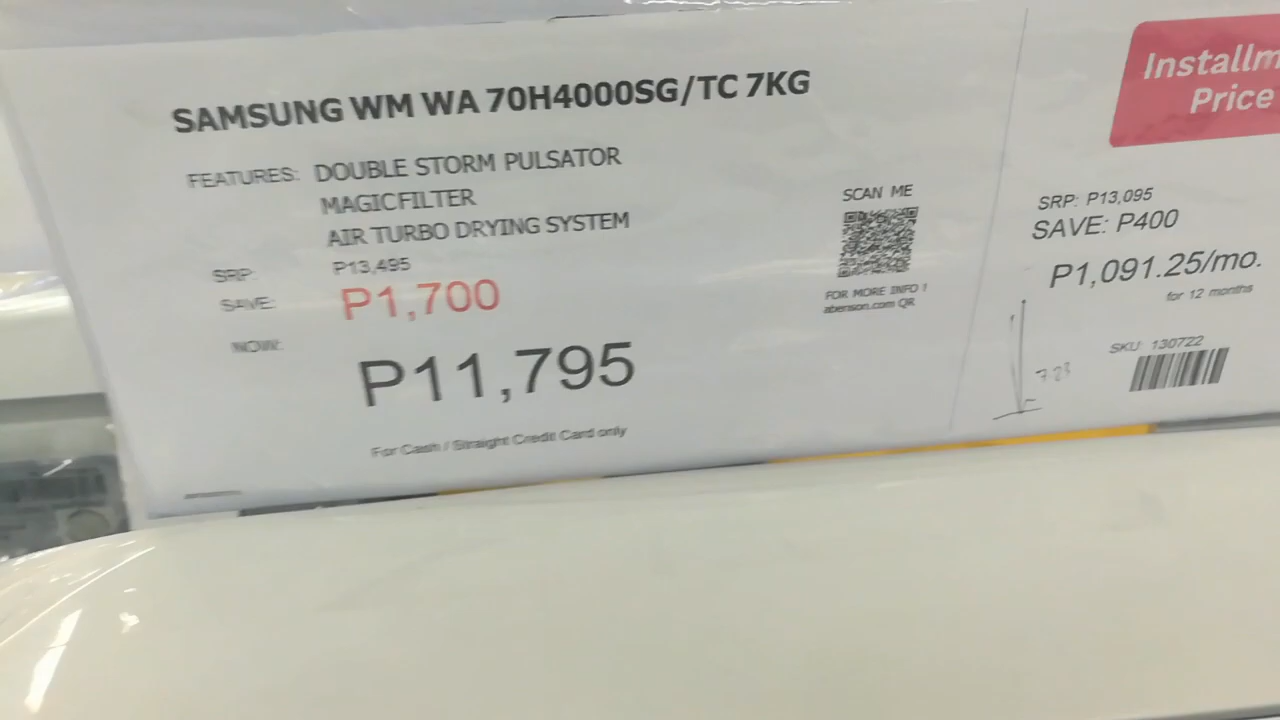 SAMSUNG WM WA 70H4000SG/TC 7KG
FEATURES: DOUBLE STORM PULSATOR
MAGICFILTER
AIR TURBO DRYING SYSTEM
SRP: P13,495
SAVE: P1,700
NOW: P11,795
For Cash / Straight Credit Card only
SCAN ME
FOR MORE INFO !
abenson.com QR
Installm
Price
SRP: P13,095
SAVE: P400
P1,091.25/mo.
for 12 months
SKU: 130722